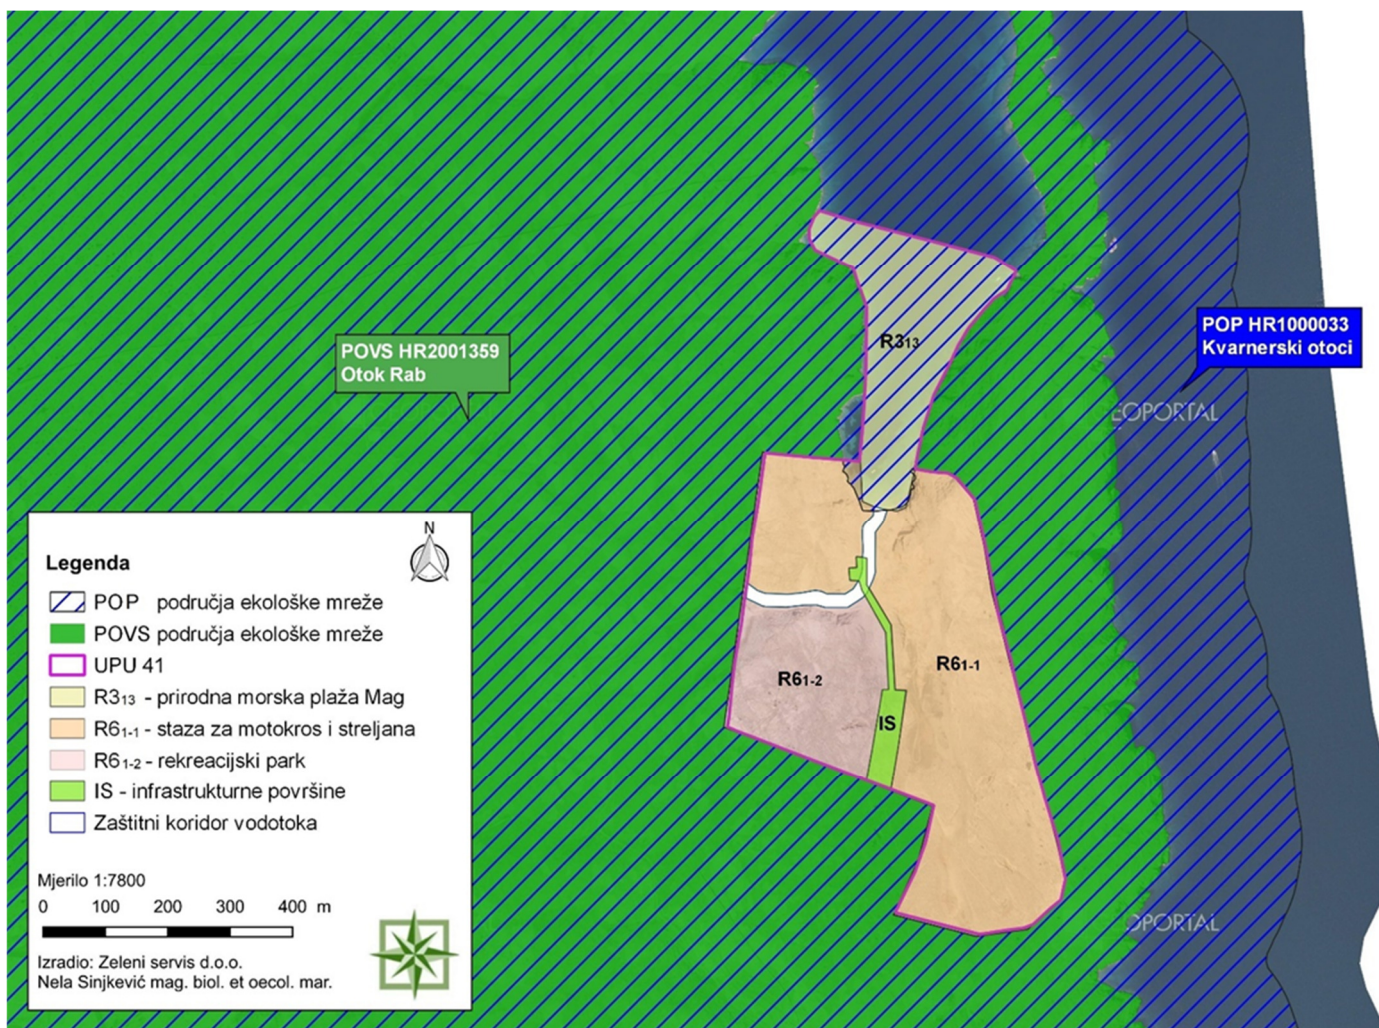 R313
POVS HR2001359
Otok Rab
POP HR1000033
Kvarnerski otoci
EOPORTAL
R61-1
R61-2
IS
OPORTAL
N
Legenda
POP područja ekološke mreže
POVS područja ekološke mreže
UPU 41
R313 - prirodna morska plaža Mag
R61-1 - staza za motokros i streljana
R61-2 - rekreacijski park
IS - infrastrukturne površine
Zaštitni koridor vodotoka
Mjerilo 1:7800
0 100 200 300 400 m
Izradio: Zeleni servis d.o.o.
Nela Sinjkević mag. biol. et oecol. mar.